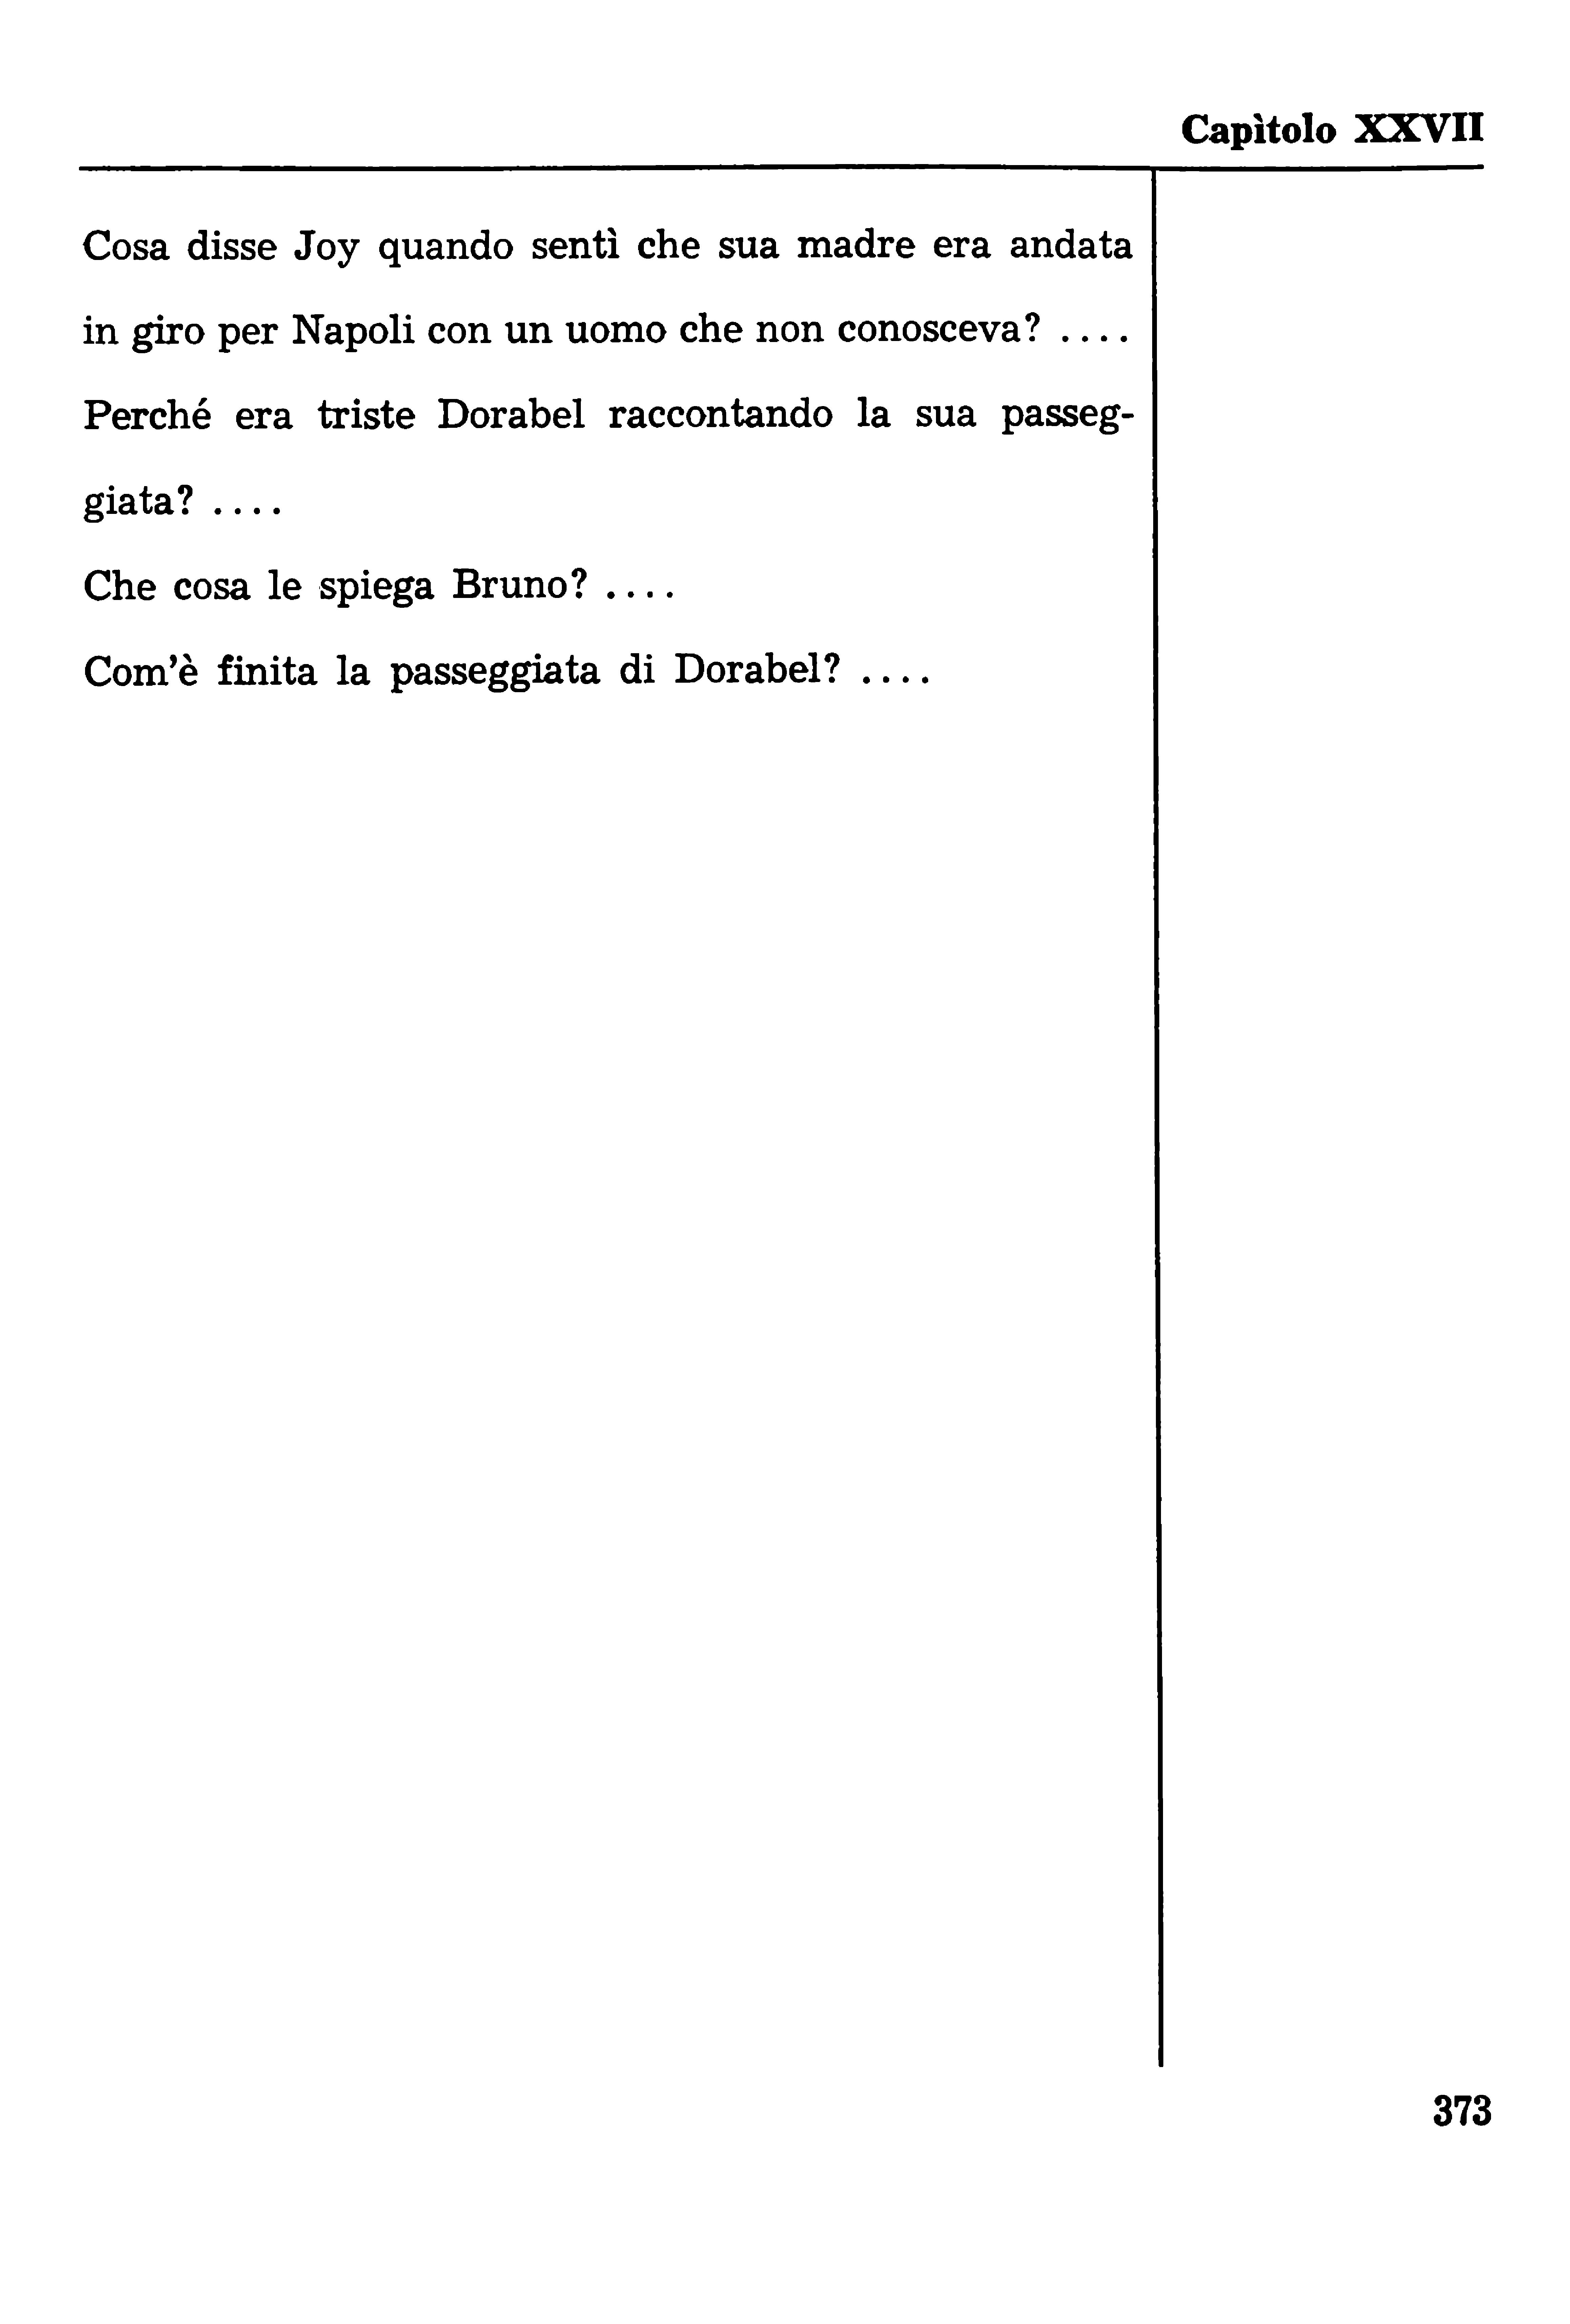 Capìtolo XXVII
Cosa disse Joy quando sentì che sua madre era andata
in giro per Napoli con un uomo che non conosceva? ....
Perché era triste Dorabel raccontando la sua passeg-
giata? ....
Che cosa le spiega Bruno? ....
Com'è finita la passeggiata di Dorabel? ....
373